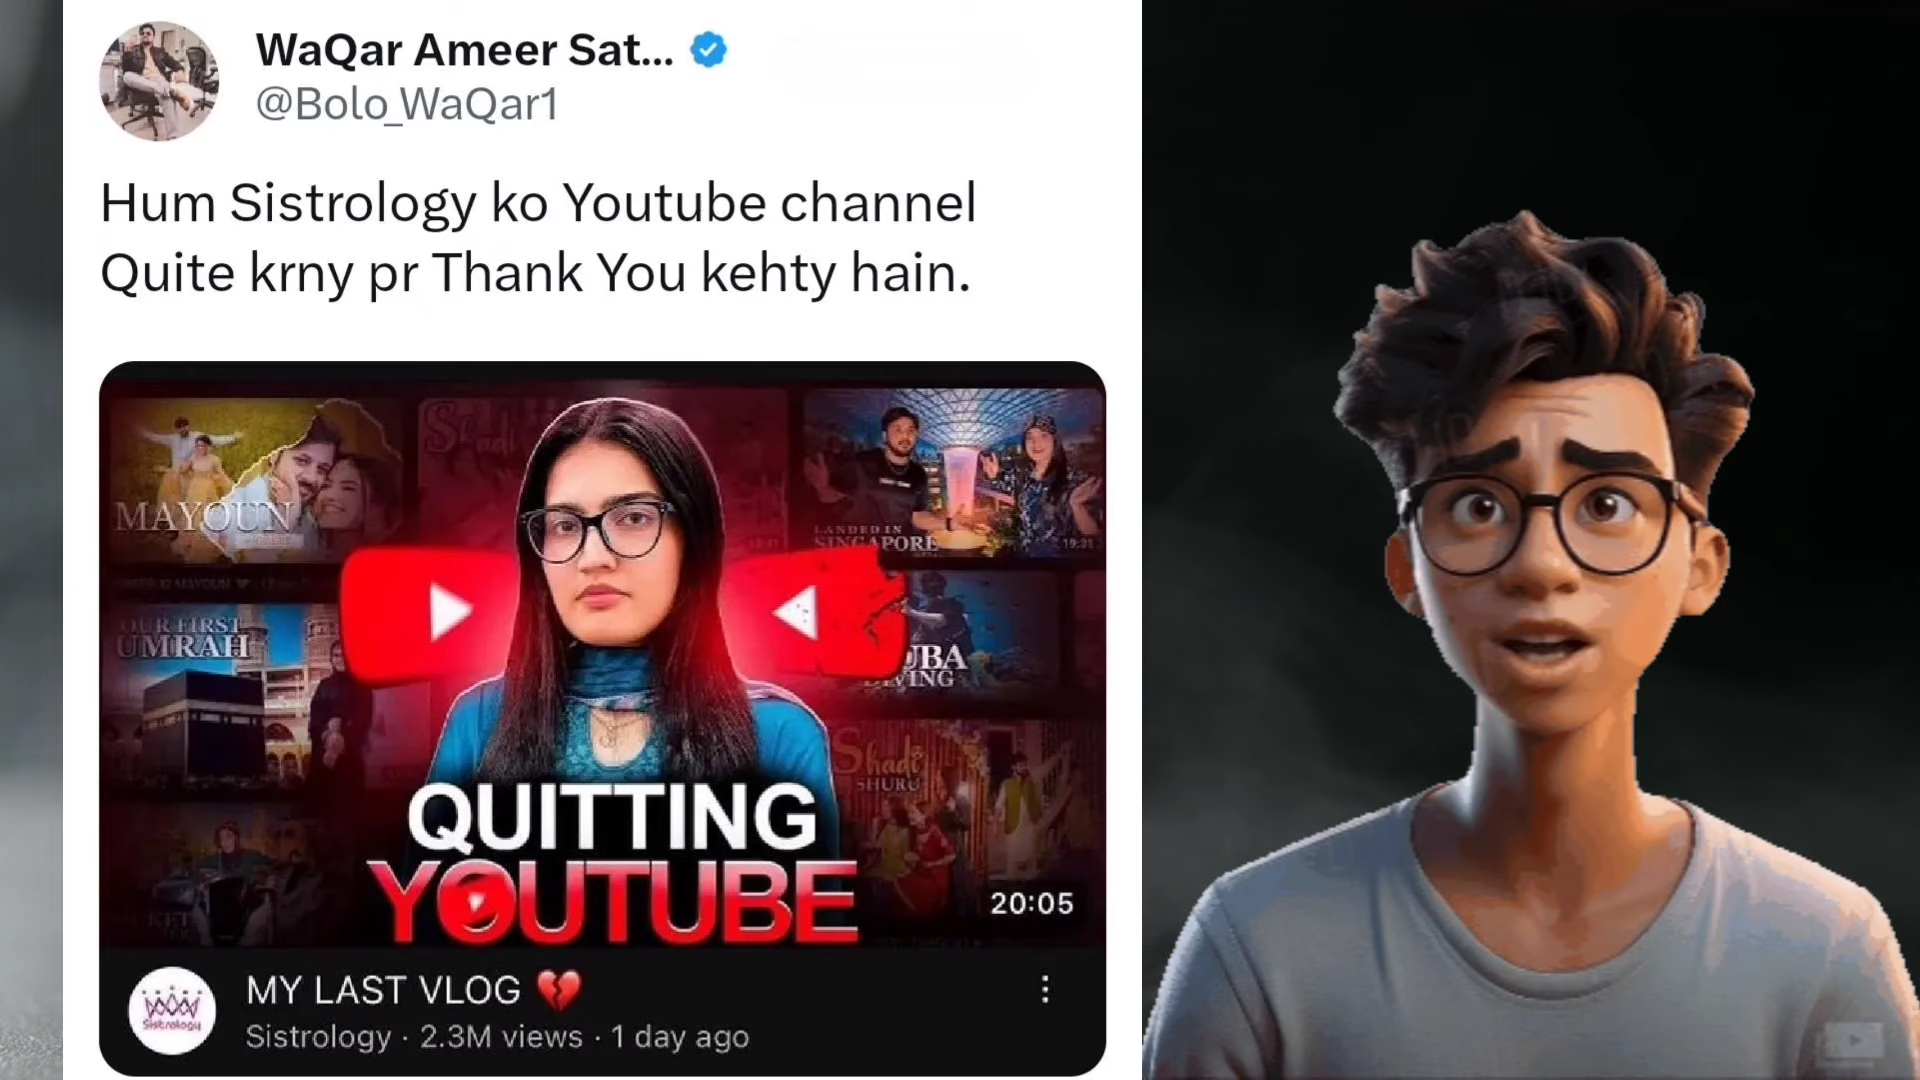 WaQar Ameer Sat...
@Bolo_WaQar1
Hum Sistrology ko Youtube channel
Quite krny pr Thank You kehty hain.
MAYOUN
LANDED IN
SINGAPORE
19:31
OUR FIRST
UMRAH
UBA
DIVING
Shadi
SHURU
QUITTING
YOUTUBE
20:05
MY LAST VLOG 💔
Sistrology
Sistrology · 2.3M views · 1 day ago